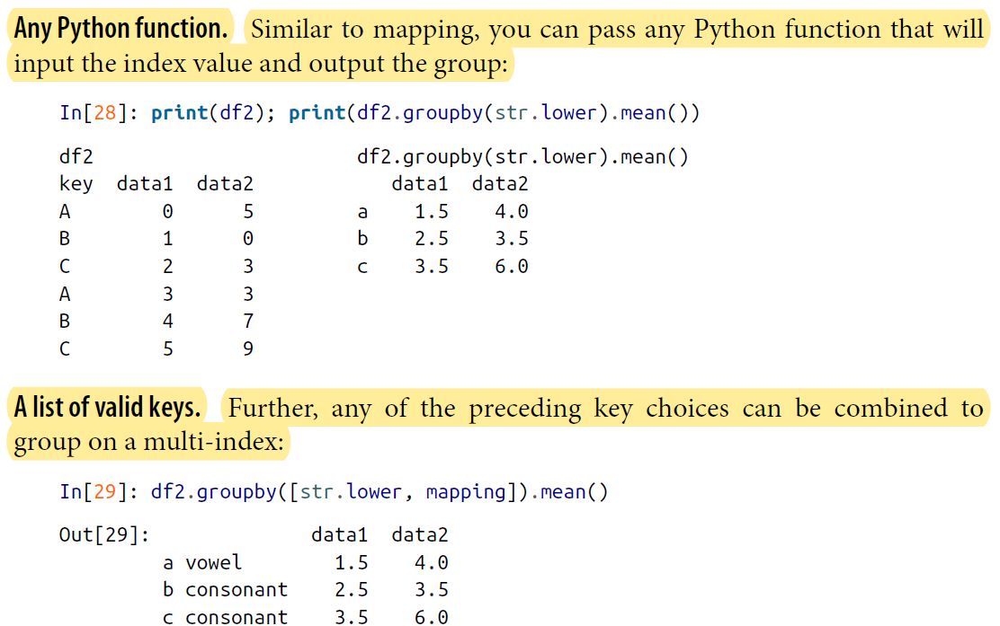 Any Python function. Similar to mapping, you can pass any Python function that will
input the index value and output the group:
In[28]: print(df2); print(df2.groupby(str.lower).mean())
df2 df2.groupby(str.lower).mean()
key data1 data2 data1 data2
A 0 5 a 1.5 4.0
B 1 0 b 2.5 3.5
C 2 3 c 3.5 6.0
A 3 3
B 4 7
C 5 9
A list of valid keys. Further, any of the preceding key choices can be combined to
group on a multi-index:
In[29]: df2.groupby([str.lower, mapping]).mean()
Out[29]: data1 data2
a vowel 1.5 4.0
b consonant 2.5 3.5
c consonant 3.5 6.0